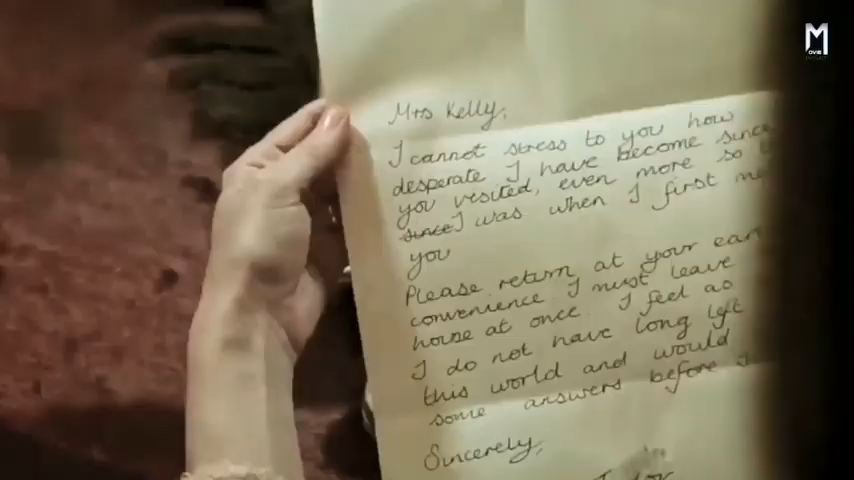 M
OVIE
Mrs Kelly,
I cannot stress to you how
desperate I have become since
you visited, even more so
since I was when I first
you
Please return at your
convenience I must leave
house at once. I feel as
I do not have long left
this world and would
some answers before I
Sincerely,